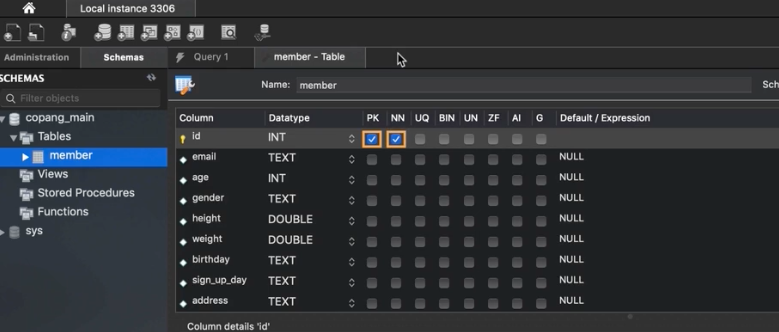 Local instance 3306
Administration
Schemas
Query 1
member - Table
SCHEMAS
Name: member
Sch
Filter objects
copang_main
Tables
member
Views
Stored Procedures
Functions
sys
Column Datatype PK NN UQ BIN UN ZF AI G Default / Expression
id INT
email TEXT NULL
age INT NULL
gender TEXT NULL
height DOUBLE NULL
weight DOUBLE NULL
birthday TEXT NULL
sign_up_day TEXT NULL
address TEXT NULL
Column details 'id'